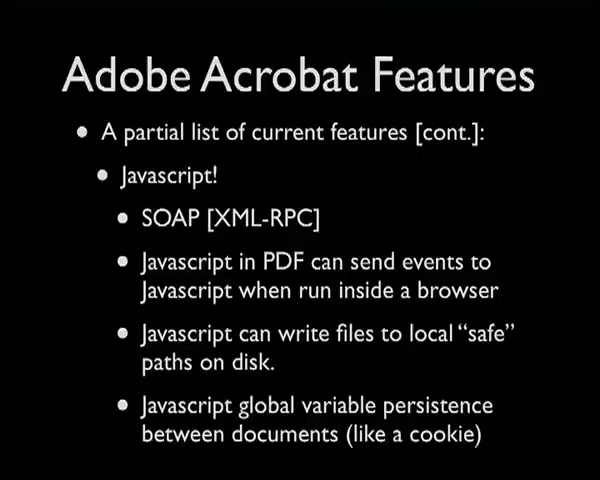 Adobe Acrobat Features
• A partial list of current features [cont.]:
• Javascript!
• SOAP [XML-RPC]
• Javascript in PDF can send events to
Javascript when run inside a browser
• Javascript can write files to local “safe”
paths on disk.
• Javascript global variable persistence
between documents (like a cookie)